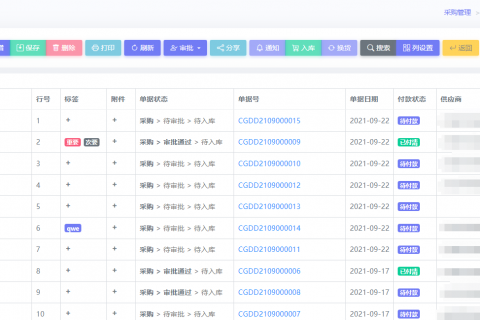 采购管理 »
保存 删除 打印 刷新 审批 分享 通知 入库 换货 搜索 列设置 返回
行号 标签 附件 单据状态 单据号 单据日期 付款状态 供应商
1 + + 采购 > 待审批 > 待入库 CGDD2109000015 2021-09-22 待付款
2 重要 次要 + 采购 > 审批通过 > 待入库 CGDD2109000009 2021-09-22 已付清
3 + + 采购 > 待审批 > 待入库 CGDD2109000010 2021-09-22 待付款
4 + + 采购 > 待审批 > 待入库 CGDD2109000012 2021-09-22 待付款
5 + + 采购 > 待审批 > 待入库 CGDD2109000013 2021-09-22 待付款
6 qwe + 采购 > 待审批 > 待入库 CGDD2109000014 2021-09-22 待付款
7 + + 采购 > 待审批 > 待入库 CGDD2109000011 2021-09-22 待付款
8 + + 采购 > 审批通过 > 待入库 CGDD2109000006 2021-09-17 已付清
9 + + 采购 > 审批通过 > 待入库 CGDD2109000008 2021-09-17 待付款
10 + + 采购 > 审批通过 > 待入库 CGDD2109000007 2021-09-17 待付款